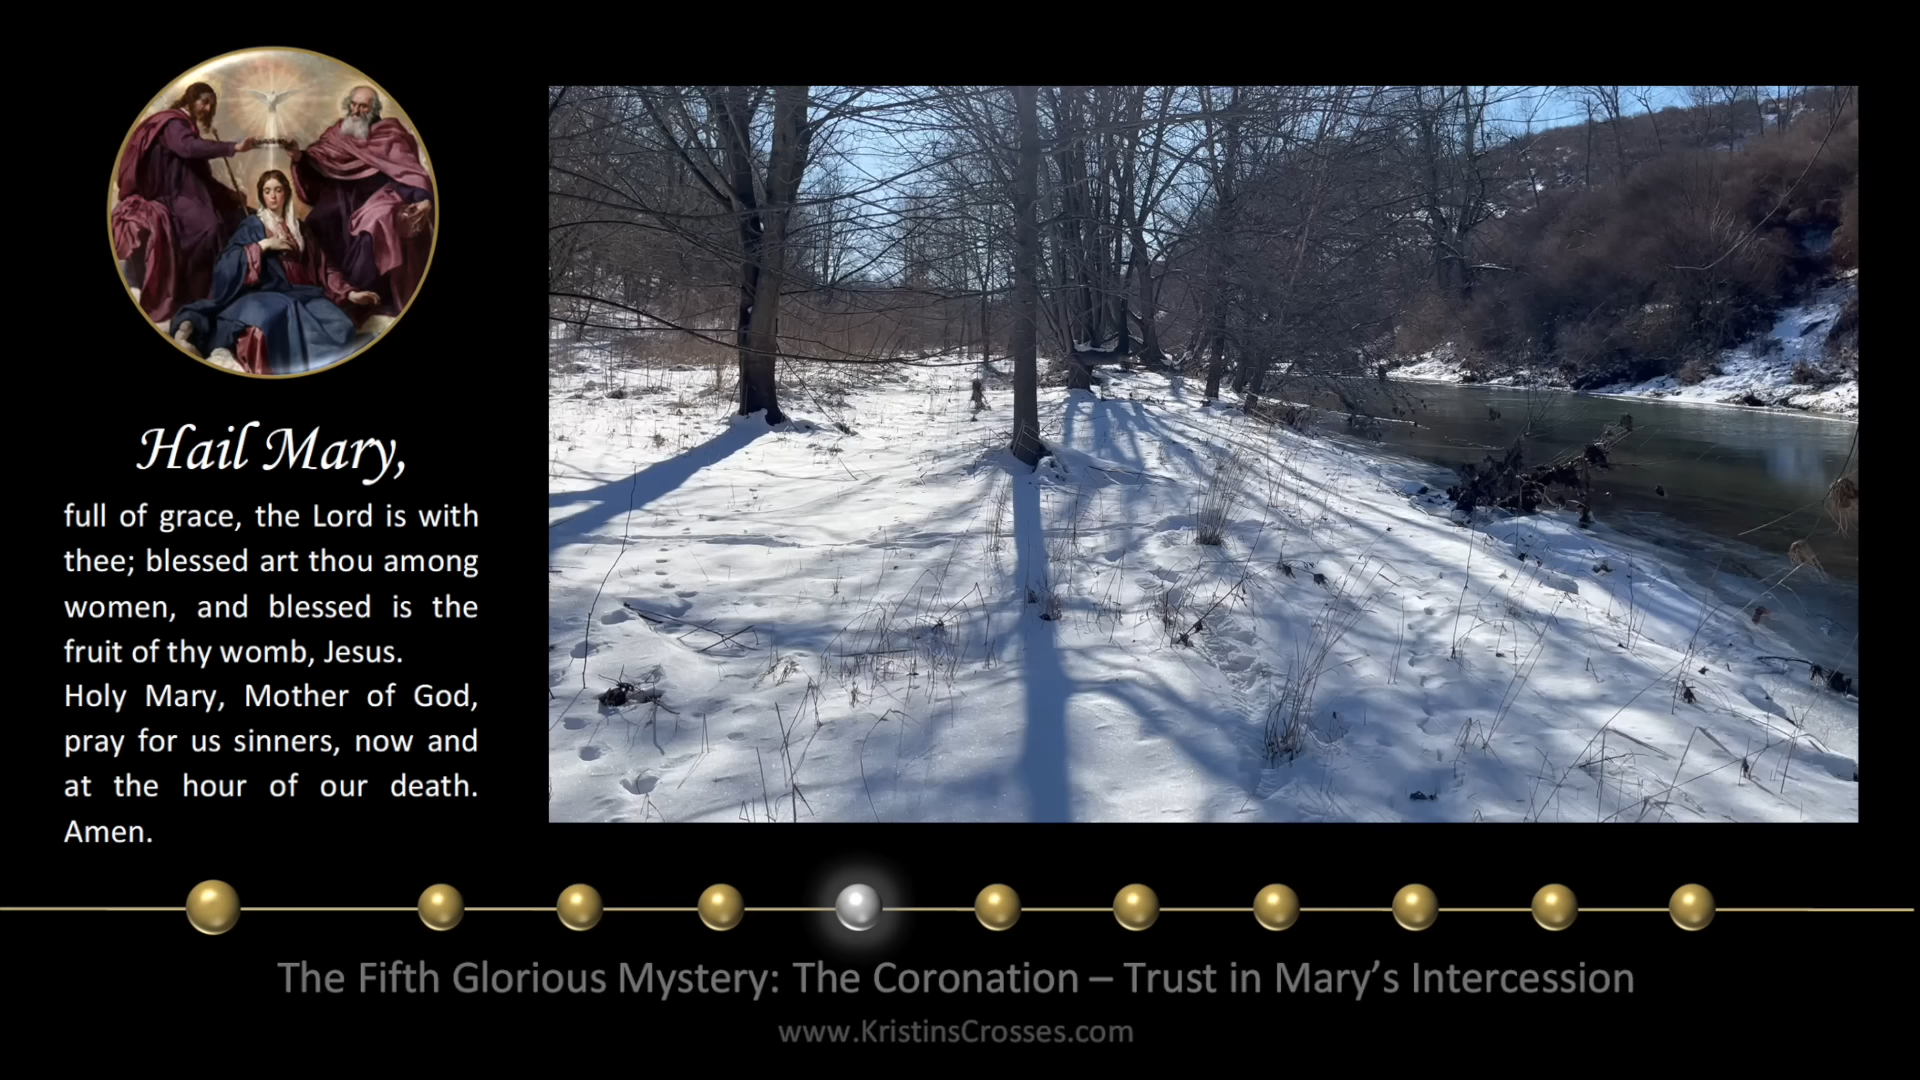 Hail Mary,
full of grace, the Lord is with
thee; blessed art thou among
women, and blessed is the
fruit of thy womb, Jesus.
Holy Mary, Mother of God,
pray for us sinners, now and
at the hour of our death.
Amen.
The Fifth Glorious Mystery: The Coronation – Trust in Mary’s Intercession
www.KristinsCrosses.com